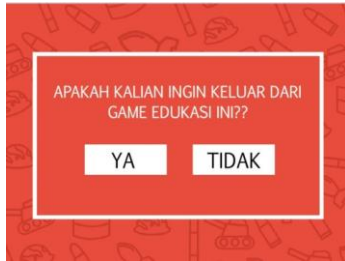 APAKAH KALIAN INGIN KELUAR DARI
GAME EDUKASI INI??
YA
TIDAK